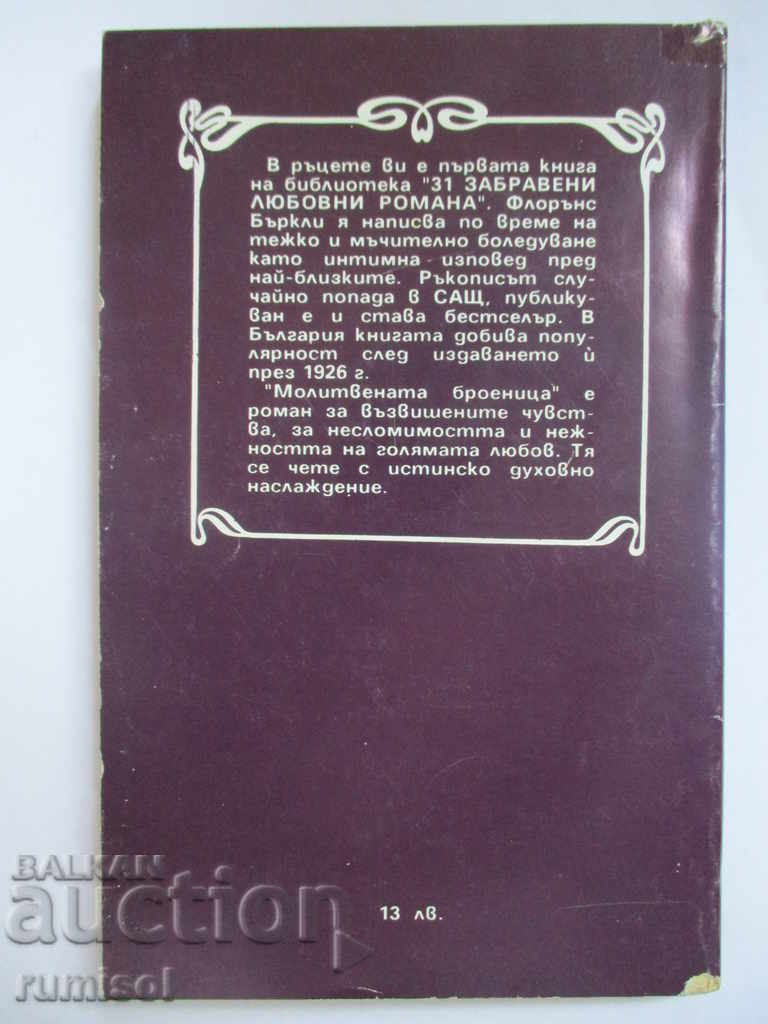 В ръцете ви е първата книга
на библиотека "31 ЗАБРАВЕНИ
ЛЮБОВНИ РОМАНА". Флорънс
Бъркли я написва по време на
тежко и мъчително боледуване
като интимна изповед пред
най-близките. Ръкописът слу-
чайно попада в САЩ, публику-
ван е и става бестселър. В
България книгата добива попу-
лярност след издаването ѝ
през 1926 г.
"Молитвената броеница" е
роман за възвишените чувст-
ва, за несломимостта и неж-
ността на голямата любов. Тя
се чете с истинско духовно
наслаждение.
13 лв.
BALKAN
auction
rumisol